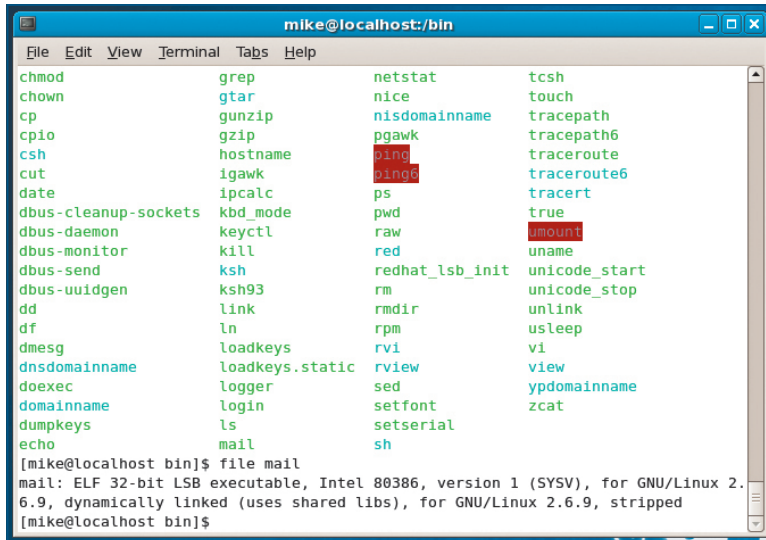 mike@localhost:/bin
File Edit View Terminal Tabs Help
chmod grep netstat tcsh
chown gtar nice touch
cp gunzip nisdomainname tracepath
cpio gzip pgawk tracepath6
csh hostname ping traceroute
cut igawk ping6 traceroute6
date ipcalc ps tracert
dbus-cleanup-sockets kbd_mode pwd true
dbus-daemon keyctl raw umount
dbus-monitor kill red uname
dbus-send ksh redhat_lsb_init unicode_start
dbus-uuidgen ksh93 rm unicode_stop
dd link rmdir unlink
df ln rpm usleep
dmesg loadkeys rvi vi
dnsdomainname loadkeys.static rview view
doexec logger sed ypdomainname
domainname login setfont zcat
dumpkeys ls setserial
echo mail sh
[mike@localhost bin]$ file mail
mail: ELF 32-bit LSB executable, Intel 80386, version 1 (SYSV), for GNU/Linux 2.
6.9, dynamically linked (uses shared libs), for GNU/Linux 2.6.9, stripped
[mike@localhost bin]$